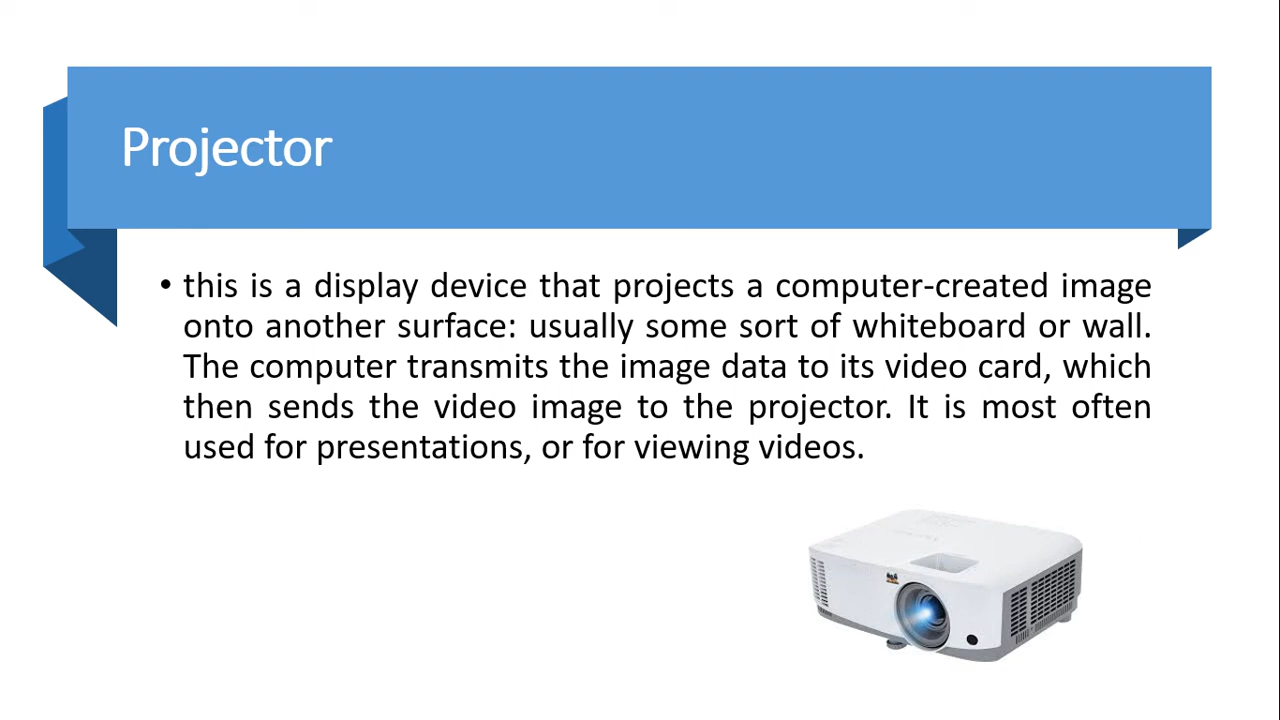 Projector
• this is a display device that projects a computer-created image
onto another surface: usually some sort of whiteboard or wall.
The computer transmits the image data to its video card, which
then sends the video image to the projector. It is most often
used for presentations, or for viewing videos.